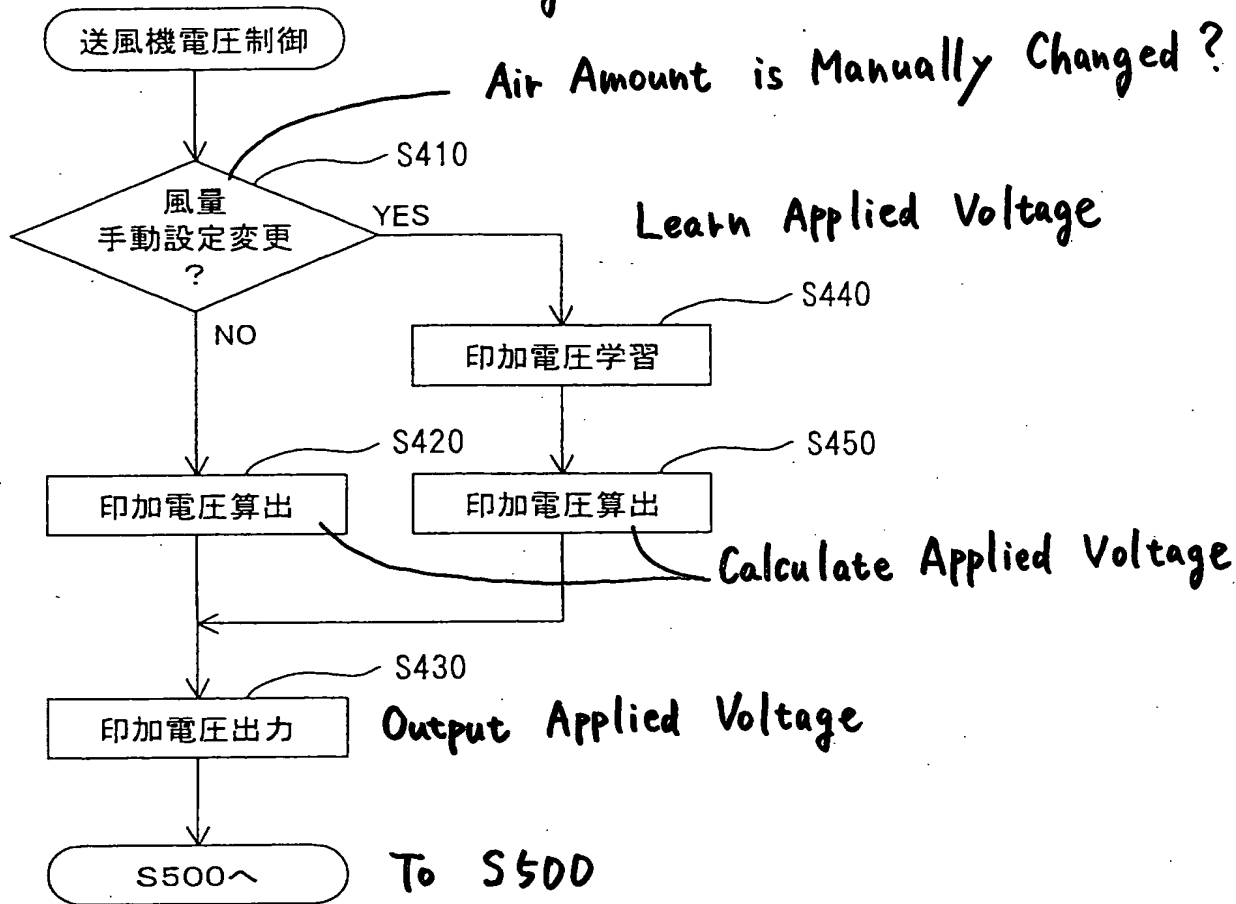 送風機電圧制御
Air Amount is Manually Changed?
S410
風量
手動設定変更
?
YES
Learn Applied Voltage
S440
NO
印加電圧学習
S420
S450
印加電圧算出
印加電圧算出
Calculate Applied Voltage
S430
印加電圧出力
Output Applied Voltage
S500へ
To S500